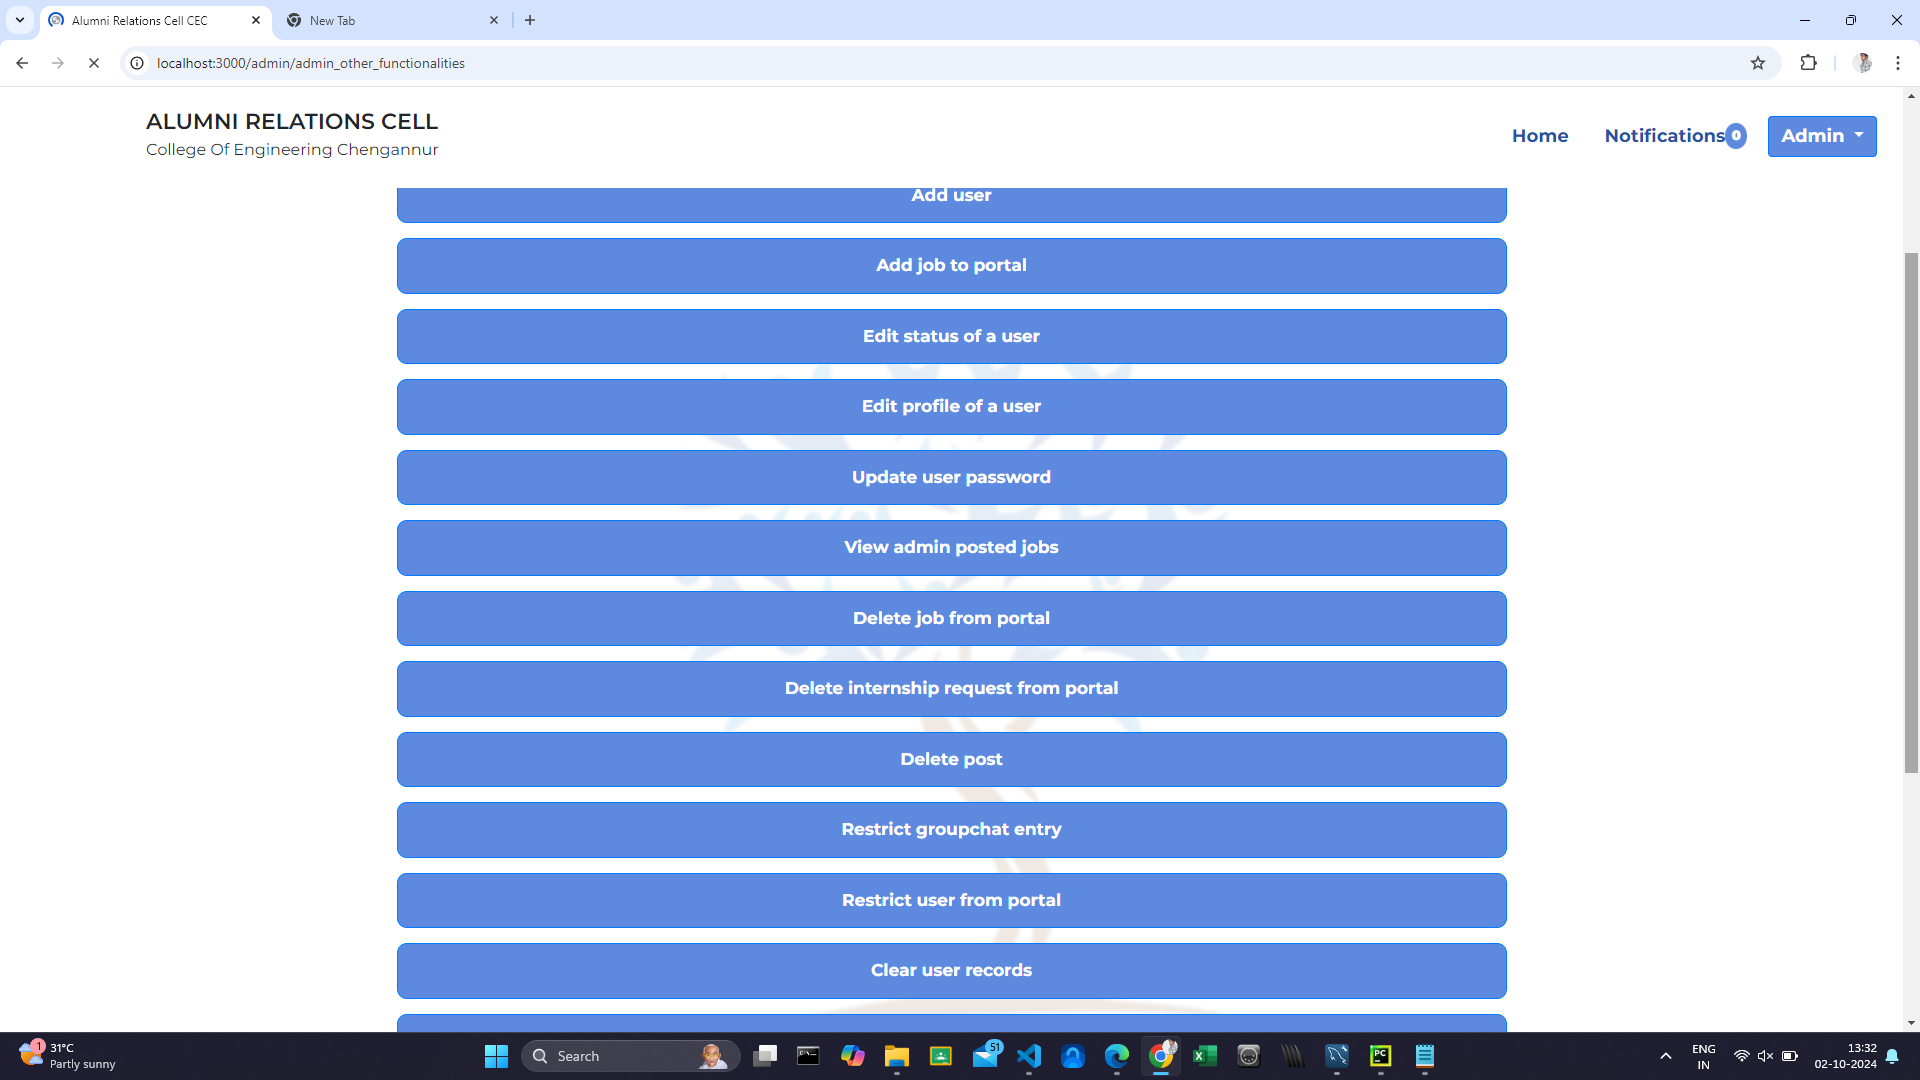 Alumni Relations Cell CEC
New Tab
localhost:3000/admin/admin_other_functionalities
ALUMNI RELATIONS CELL
College Of Engineering Chengannur
Home
Notifications 0
Admin
Add user
Add job to portal
Edit status of a user
Edit profile of a user
Update user password
View admin posted jobs
Delete job from portal
Delete internship request from portal
Delete post
Restrict groupchat entry
Restrict user from portal
Clear user records
1
31°C
Partly sunny
Search
51
PC
ENG
IN
13:32
02-10-2024